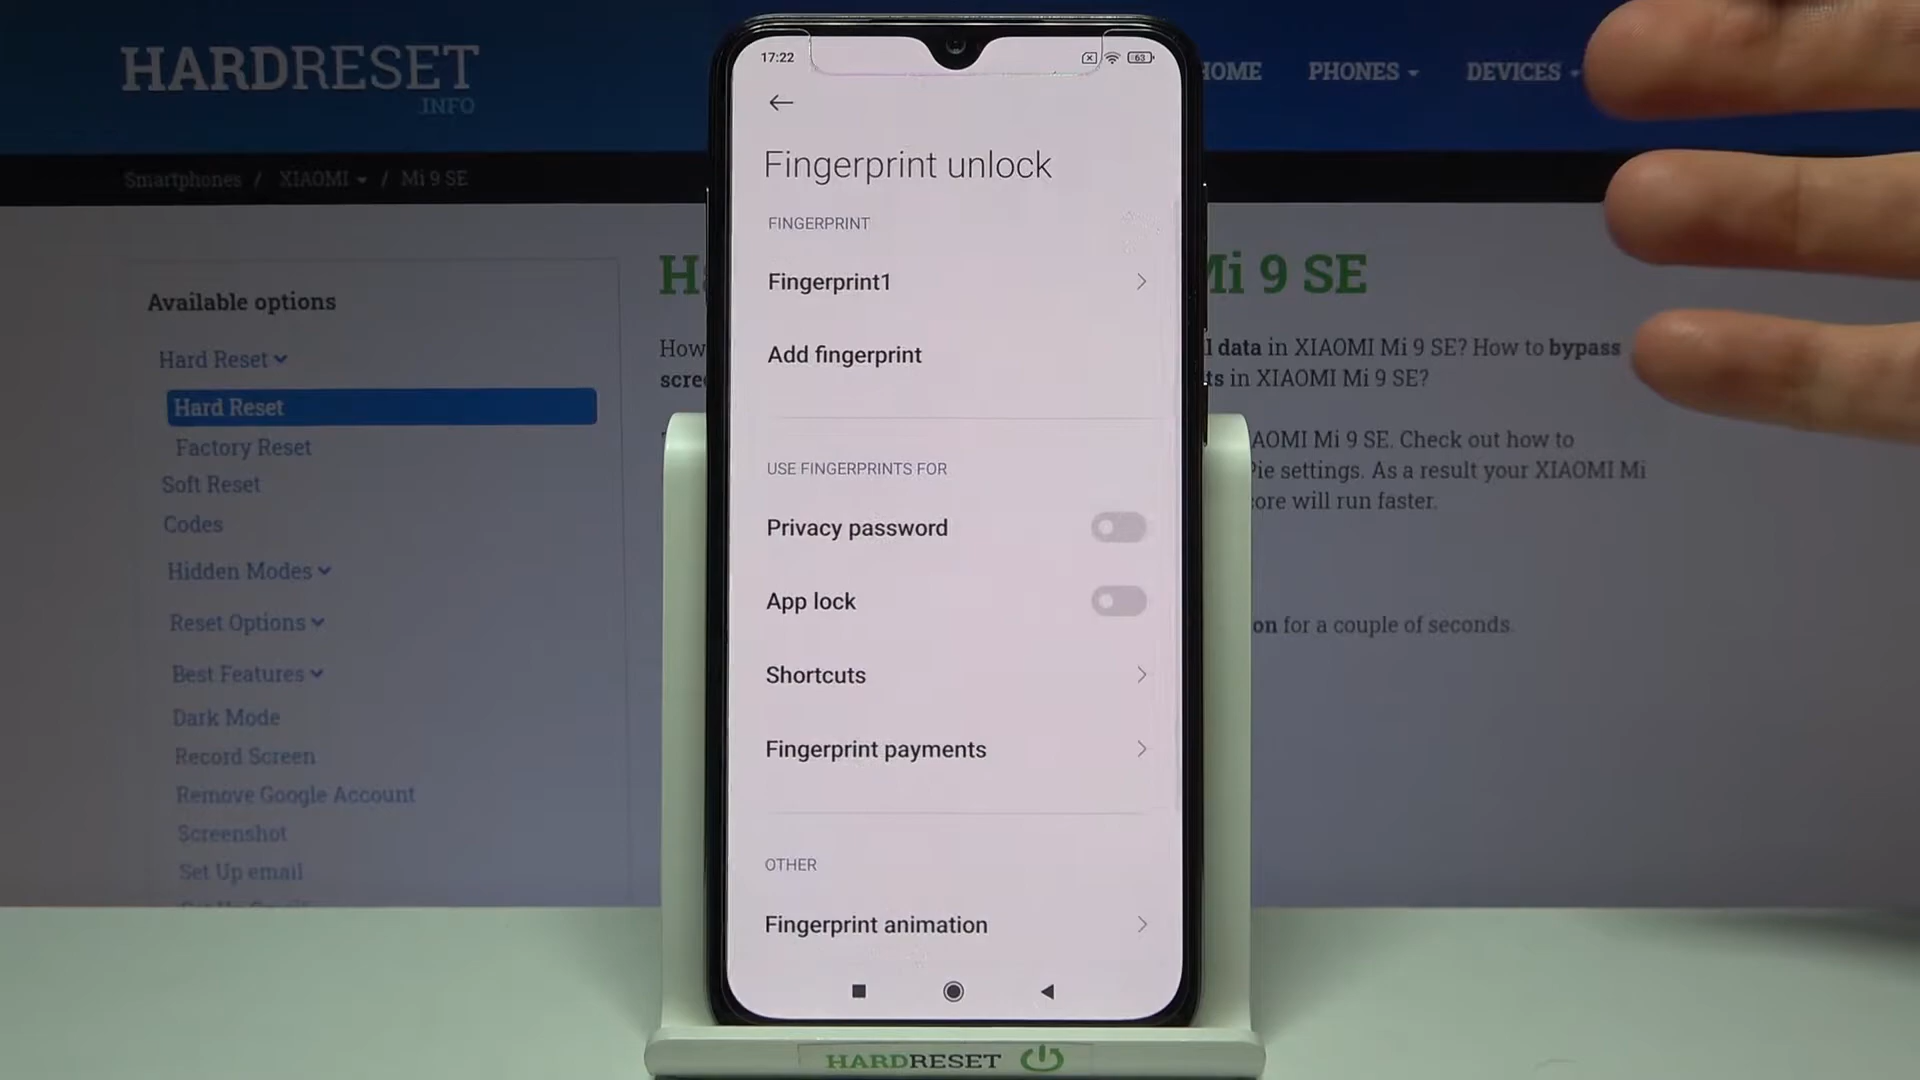 HARDRESET
.INFO
HOME
PHONES
DEVICES
Smartphones / XIAOMI / Mi 9 SE
Available options
Hard Reset
Hard Reset
Factory Reset
Soft Reset
Codes
Hidden Modes
Reset Options
Best Features
Dark Mode
Record Screen
Remove Google Account
Screenshot
Set Up email
17:22
63
Fingerprint unlock
FINGERPRINT
Fingerprint1
Add fingerprint
USE FINGERPRINTS FOR
Privacy password
App lock
Shortcuts
Fingerprint payments
OTHER
Fingerprint animation
Mi 9 SE
How
data in XIAOMI Mi 9 SE? How to bypass
in XIAOMI Mi 9 SE?
Mi 9 SE. Check out how to
settings. As a result your XIAOMI Mi
will run faster.
for a couple of seconds.
HARDRESET